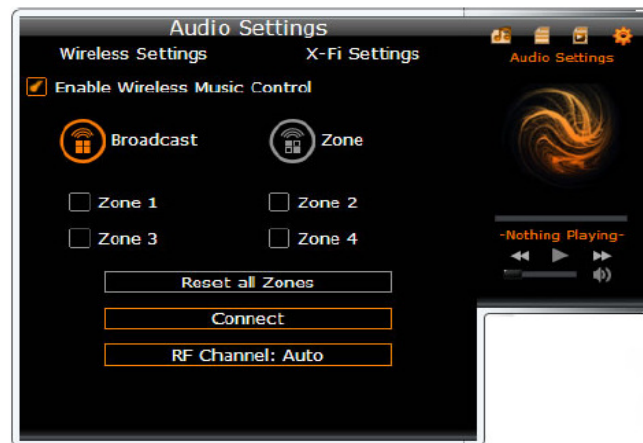 Audio Settings
Wireless Settings X-Fi Settings
Enable Wireless Music Control
Broadcast Zone
Zone 1 Zone 2
Zone 3 Zone 4
Reset all Zones
Connect
RF Channel: Auto
Audio Settings
-Nothing Playing-